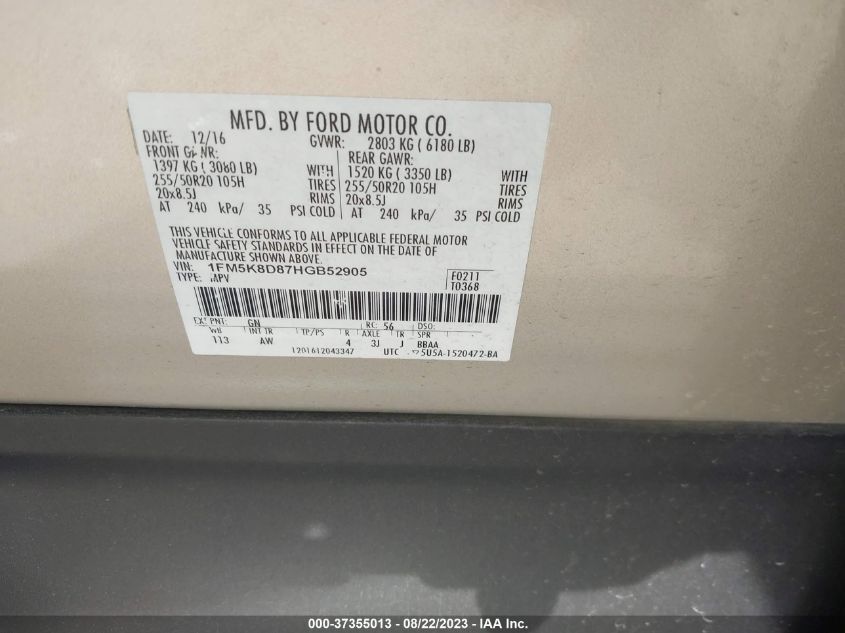 MFD. BY FORD MOTOR CO.
DATE: 12/16 GVWR: 2803 KG ( 6180 LB)
FRONT GAWR: REAR GAWR:
1397 KG ( 3080 LB) WITH 1520 KG ( 3350 LB) WITH
255/50R20 105H TIRES 255/50R20 105H TIRES
20x8.5J RIMS 20x8.5J RIMS
AT 240 kPa/ 35 PSI COLD AT 240 kPa/ 35 PSI COLD
THIS VEHICLE CONFORMS TO ALL APPLICABLE FEDERAL MOTOR
VEHICLE SAFETY STANDARDS IN EFFECT ON THE DATE OF
MANUFACTURE SHOWN ABOVE.
VIN: 1FM5K8D87HGB52905 F0211
TYPE: MPV T0368
EXT PNT: GN RC: 56 DSO:
WB INT TR TP/PS R AXLE TR SPR
113 AW 4 3J J BBAA
1201612043347 UTC 5U5A-1520472-BA
000-37355013 - 08/22/2023 - IAA Inc.